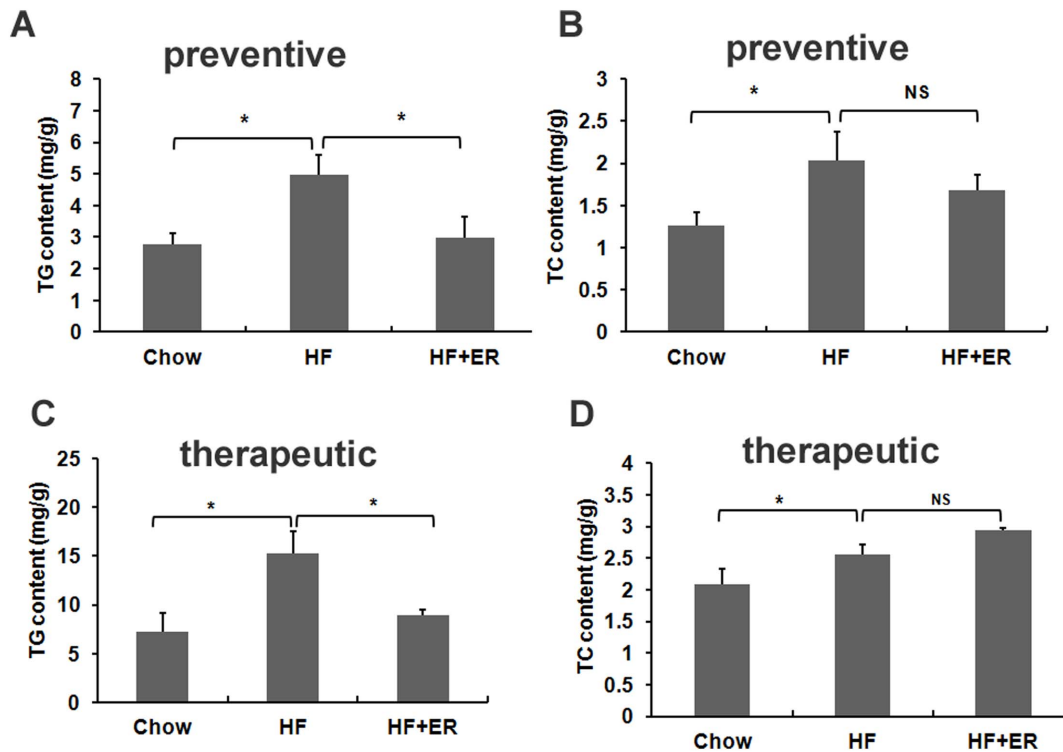 A
preventive
TG content (mg/g)
8
7
6
5
4
3
2
1
0
*
*
Chow HF HF+ER
B
preventive
TC content (mg/g)
3
2.5
2
1.5
1
0.5
0
*
NS
Chow HF HF+ER
C
therapeutic
TG content (mg/g)
25
20
15
10
5
0
*
*
Chow HF HF+ER
D
therapeutic
TC content (mg/g)
4
3.5
3
2.5
2
1.5
1
0.5
0
*
NS
Chow HF HF+ER